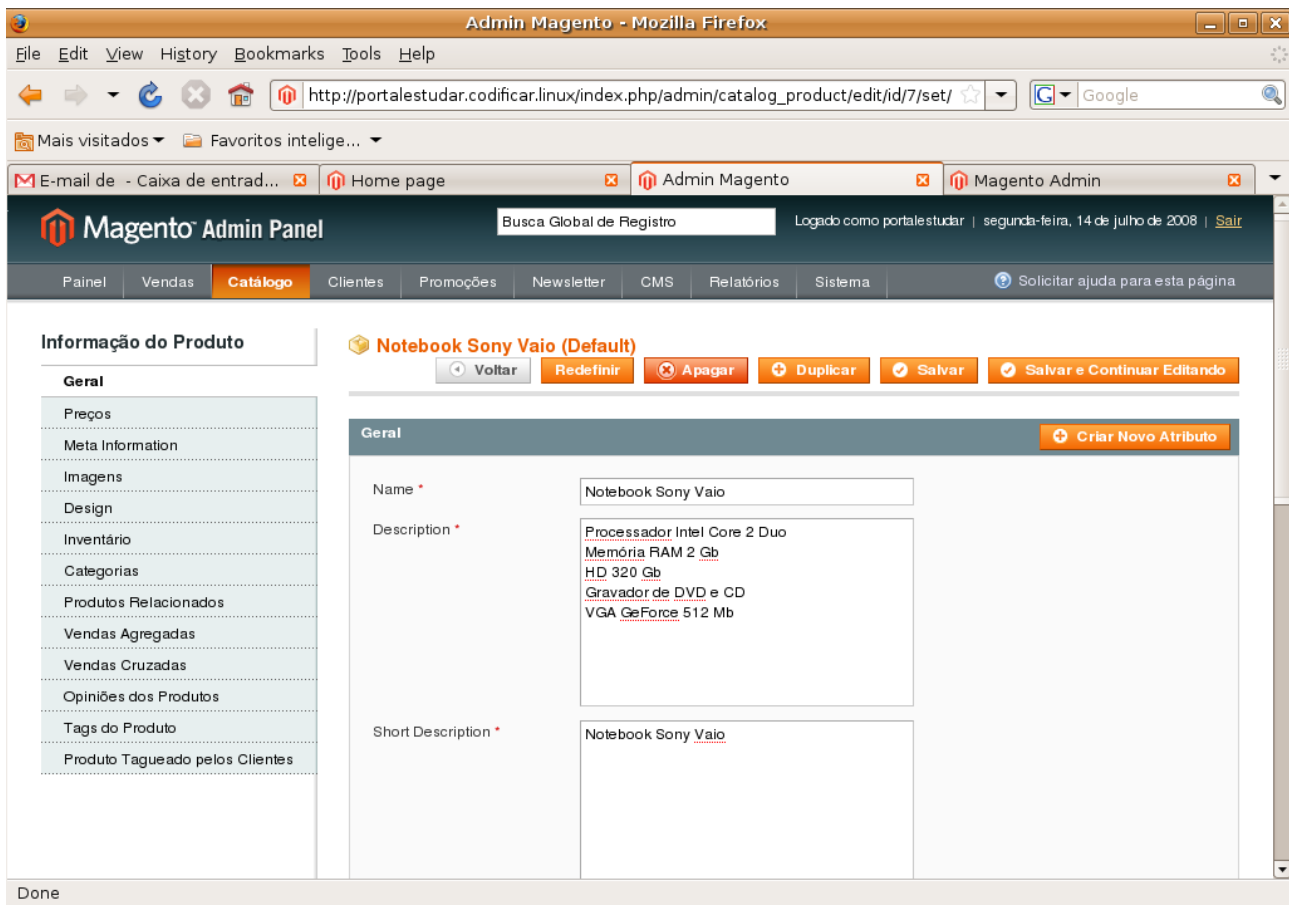 Admin Magento - Mozilla Firefox
File Edit View History Bookmarks Tools Help
http://portalestudar.codificar.linux/index.php/admin/catalog_product/edit/id/7/set/ G Google
Mais visitados Favoritos intelige...
E-mail de - Caixa de entrad... Home page Admin Magento Magento Admin
Magento™ Admin Panel Busca Global de Registro Logado como portalestudar | segunda-feira, 14 de julho de 2008 | Sair
Painel Vendas Catálogo Clientes Promoções Newsletter CMS Relatórios Sistema Solicitar ajuda para esta página
Informação do Produto
Geral
Preços
Meta Information
Imagens
Design
Inventário
Categorias
Produtos Relacionados
Vendas Agregadas
Vendas Cruzadas
Opiniões dos Produtos
Tags do Produto
Produto Tagueado pelos Clientes
Notebook Sony Vaio (Default)
Voltar Redefinir Apagar Duplicar Salvar Salvar e Continuar Editando
Geral Criar Novo Atributo
Name * Notebook Sony Vaio
Description * Processador Intel Core 2 Duo
Memória RAM 2 Gb
HD 320 Gb
Gravador de DVD e CD
VGA GeForce 512 Mb
Short Description * Notebook Sony Vaio
Done